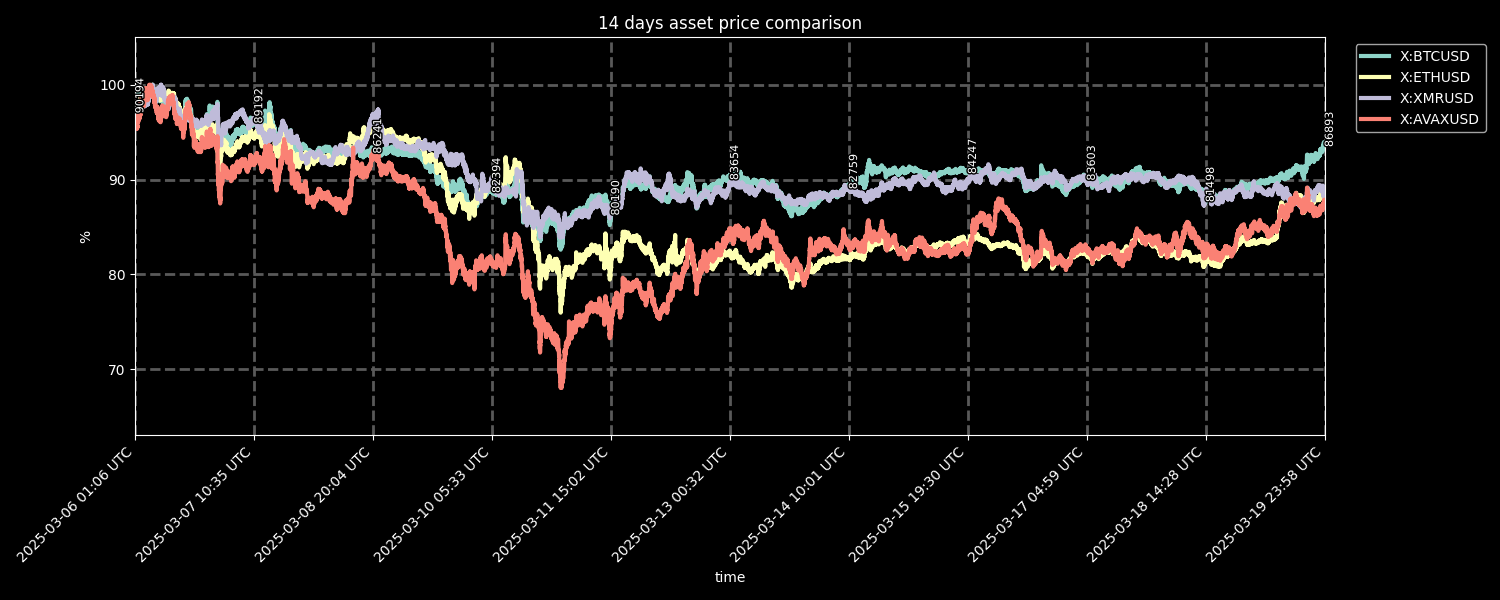 14 days asset price comparison
X:BTCUSD
X:ETHUSD
X:XMRUSD
X:AVAXUSD
100
90
80
70
%
90194
89192
86241
82394
80190
83654
82759
84247
83603
81498
86893
2025-03-06 01:06 UTC
2025-03-07 10:35 UTC
2025-03-08 20:04 UTC
2025-03-10 05:33 UTC
2025-03-11 15:02 UTC
2025-03-13 00:32 UTC
2025-03-14 10:01 UTC
2025-03-15 19:30 UTC
2025-03-17 04:59 UTC
2025-03-18 14:28 UTC
2025-03-19 23:58 UTC
time